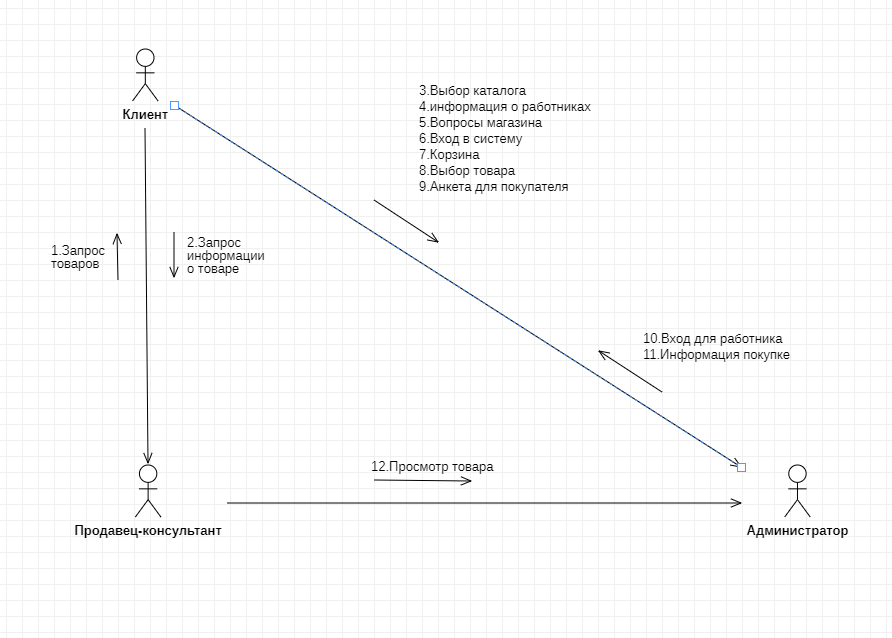 Клиент
3.Выбор каталога
4.информация о работниках
5.Вопросы магазина
6.Вход в систему
7.Корзина
8.Выбор товара
9.Анкета для покупателя
1.Запрос
товаров
2.Запрос
информации
о товаре
10.Вход для работника
11.Информация покупке
12.Просмотр товара
Продавец-консультант
Администратор